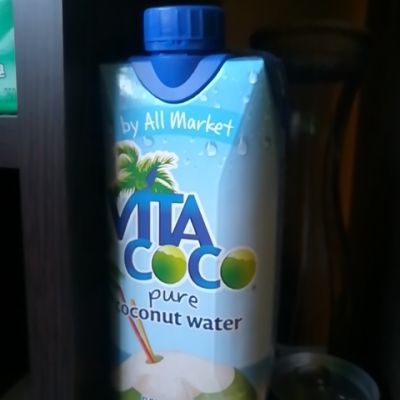 by All Market
VITA
COCO
pure
coconut water